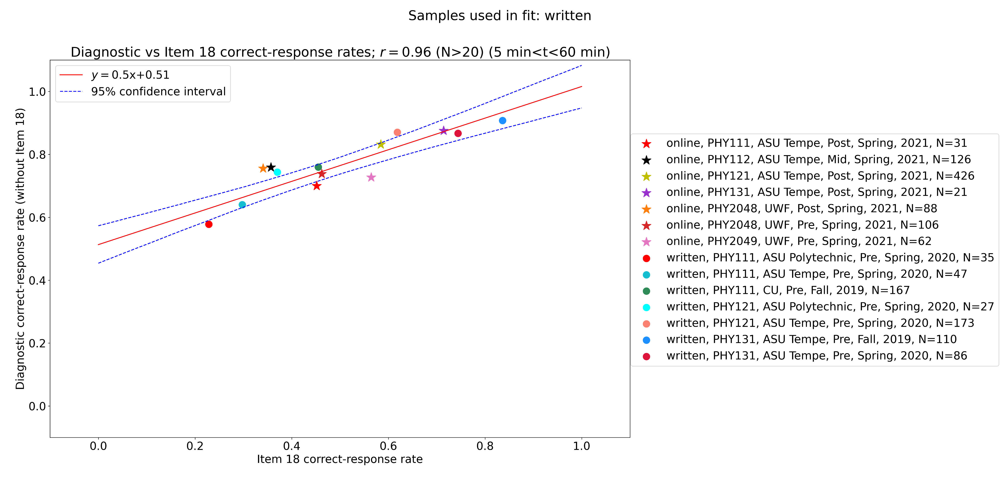 Samples used in fit: written
Diagnostic vs Item 18 correct-response rates; r = 0.96 (N>20) (5 min<t<60 min)
y = 0.5x+0.51
95% confidence interval
1.0
0.8
0.6
0.4
0.2
0.0
Diagnostic correct-response rate (without Item 18)
0.0 0.2 0.4 0.6 0.8 1.0
Item 18 correct-response rate
online, PHY111, ASU Tempe, Post, Spring, 2021, N=31
online, PHY112, ASU Tempe, Mid, Spring, 2021, N=126
online, PHY121, ASU Tempe, Post, Spring, 2021, N=426
online, PHY131, ASU Tempe, Post, Spring, 2021, N=21
online, PHY2048, UWF, Post, Spring, 2021, N=88
online, PHY2048, UWF, Pre, Spring, 2021, N=106
online, PHY2049, UWF, Pre, Spring, 2021, N=62
written, PHY111, ASU Polytechnic, Pre, Spring, 2020, N=35
written, PHY111, ASU Tempe, Pre, Spring, 2020, N=47
written, PHY111, CU, Pre, Fall, 2019, N=167
written, PHY121, ASU Polytechnic, Pre, Spring, 2020, N=27
written, PHY121, ASU Tempe, Pre, Spring, 2020, N=173
written, PHY131, ASU Tempe, Pre, Fall, 2019, N=110
written, PHY131, ASU Tempe, Pre, Spring, 2020, N=86